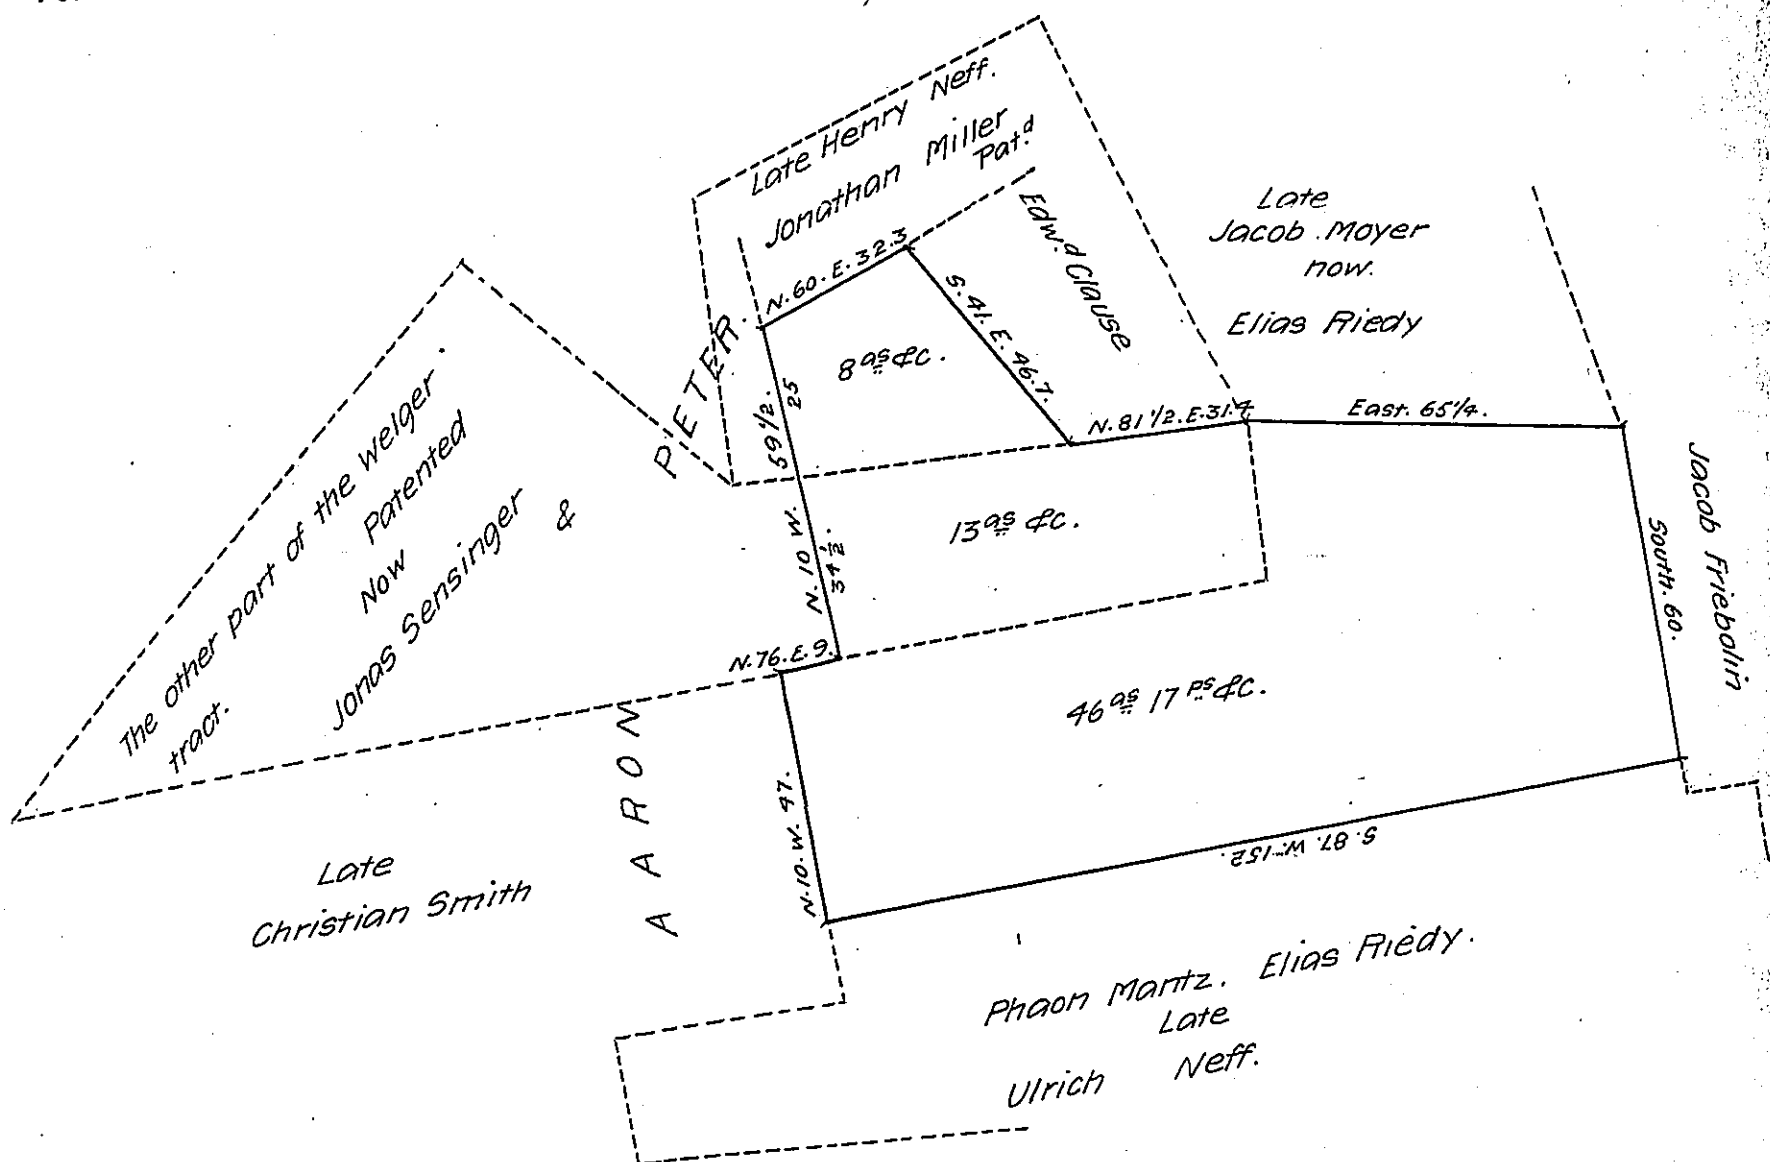 Late Henry Neff.
Jonathan Miller
Pat.d
Edw.d Clause
Late
Jacob Moyer
now.
Elias Riedy
N. 60. E. 32.3
S. 41. E. 46.7.
8 as &c.
59 1/2.
25
PETER.
N. 81 1/2. E. 31.4
East. 65 1/4.
The other part of the Welger
tract.
Patented
Now
Jonas Sensinger &
13 as &c.
N. 10 W.
34 1/2.
N. 76. E. 9.
South. 60.
Jacob Friebolin
46 as 17 ps &c.
AARON
N. 10. W. 47.
S. 87. W. 152.
Late
Christian Smith
Phaon Mantz. Elias Riedy.
Late
Ulrich Neff.